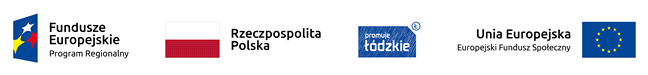 Fundusze
Europejskie
Program Regionalny
Rzeczpospolita
Polska
promuje
łódzkie
Unia Europejska
Europejski Fundusz Społeczny